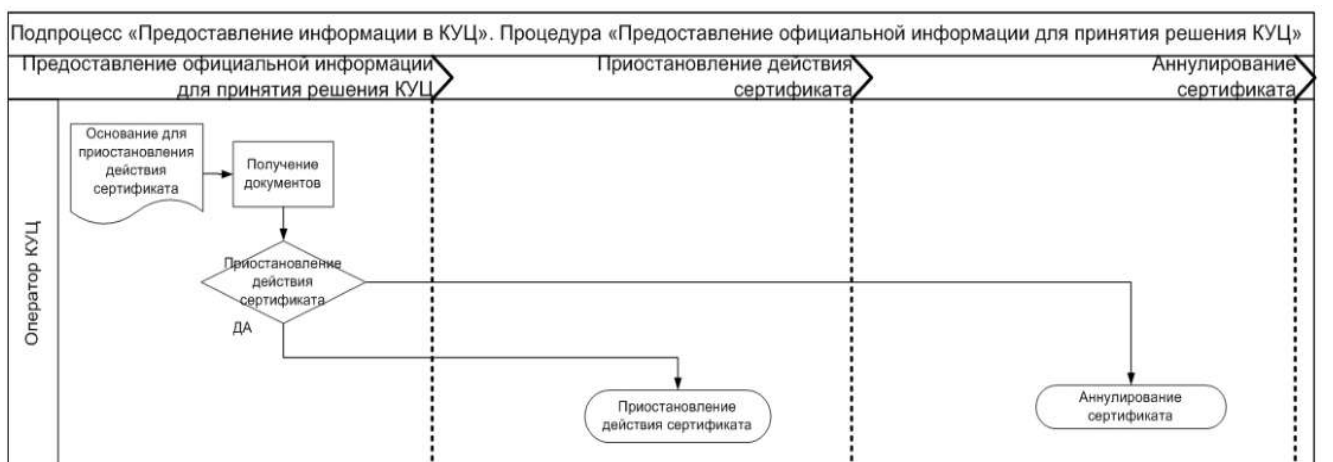 Подпроцесс «Предоставление информации в КУЦ». Процедура «Предоставление официальной информации для принятия решения КУЦ»
Предоставление официальной информации
для принятия решения КУЦ
Приостановление действия
сертификата
Аннулирование
сертификата
Оператор КУЦ
Основание для
приостановления
действия
сертификата
Получение
документов
Приостановление
действия
сертификата
ДА
Приостановление
действия сертификата
Аннулирование
сертификата